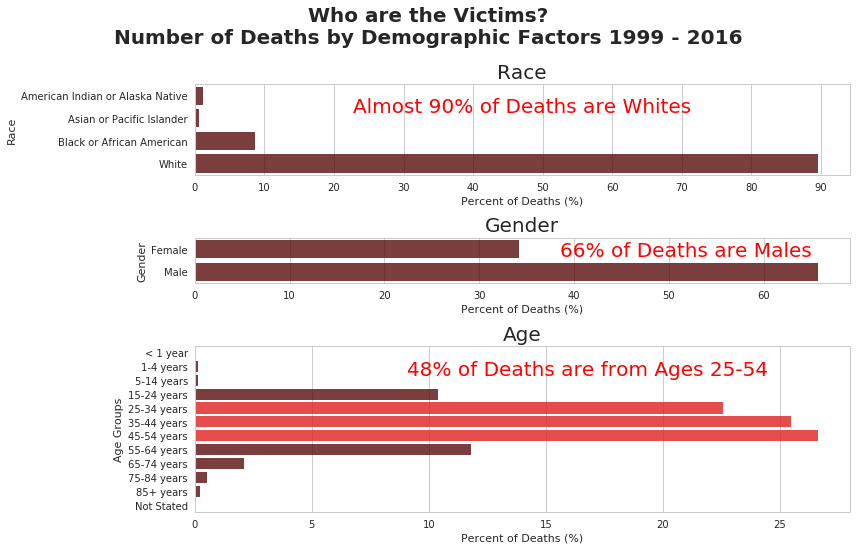 Who are the Victims?
Number of Deaths by Demographic Factors 1999 - 2016
Race
Race
American Indian or Alaska Native
Asian or Pacific Islander
Black or African American
White
Almost 90% of Deaths are Whites
0 10 20 30 40 50 60 70 80 90
Percent of Deaths (%)
Gender
Gender
Female
Male
66% of Deaths are Males
0 10 20 30 40 50 60
Percent of Deaths (%)
Age
Age Groups
< 1 year
1-4 years
5-14 years
15-24 years
25-34 years
35-44 years
45-54 years
55-64 years
65-74 years
75-84 years
85+ years
Not Stated
48% of Deaths are from Ages 25-54
0 5 10 15 20 25
Percent of Deaths (%)